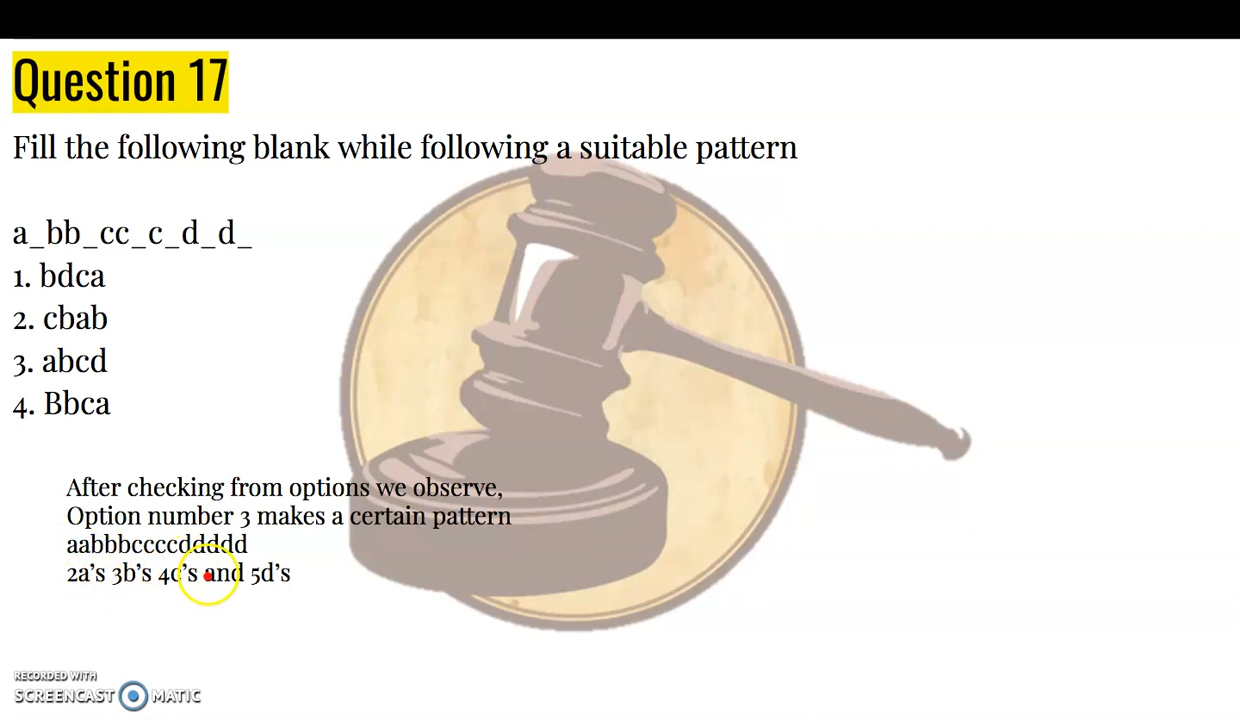 Question 17
Fill the following blank while following a suitable pattern
a_bb_cc_c_d_d_
1. bdca
2. cbab
3. abcd
4. Bbca
After checking from options we observe,
Option number 3 makes a certain pattern
aabbbccccddddd
2a's 3b's 4c's and 5d's
RECORDED WITH
SCREENCAST MATIC